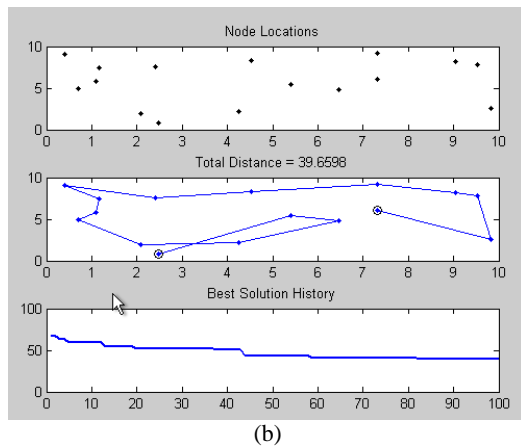 Node Locations
10
5
0
0 1 2 3 4 5 6 7 8 9 10
Total Distance = 39.6598
10
5
0
0 1 2 3 4 5 6 7 8 9 10
Best Solution History
100
50
0
0 10 20 30 40 50 60 70 80 90 100
(b)